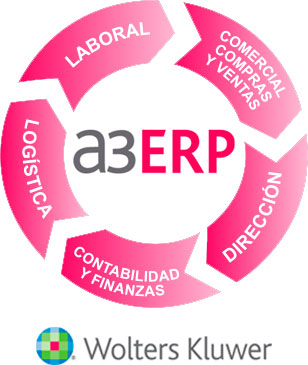 LABORAL
COMERCIAL
COMPRAS
Y VENTAS
LOGÍSTICA
a3ERP
DIRECCIÓN
CONTABILIDAD
Y FINANZAS
Wolters Kluwer